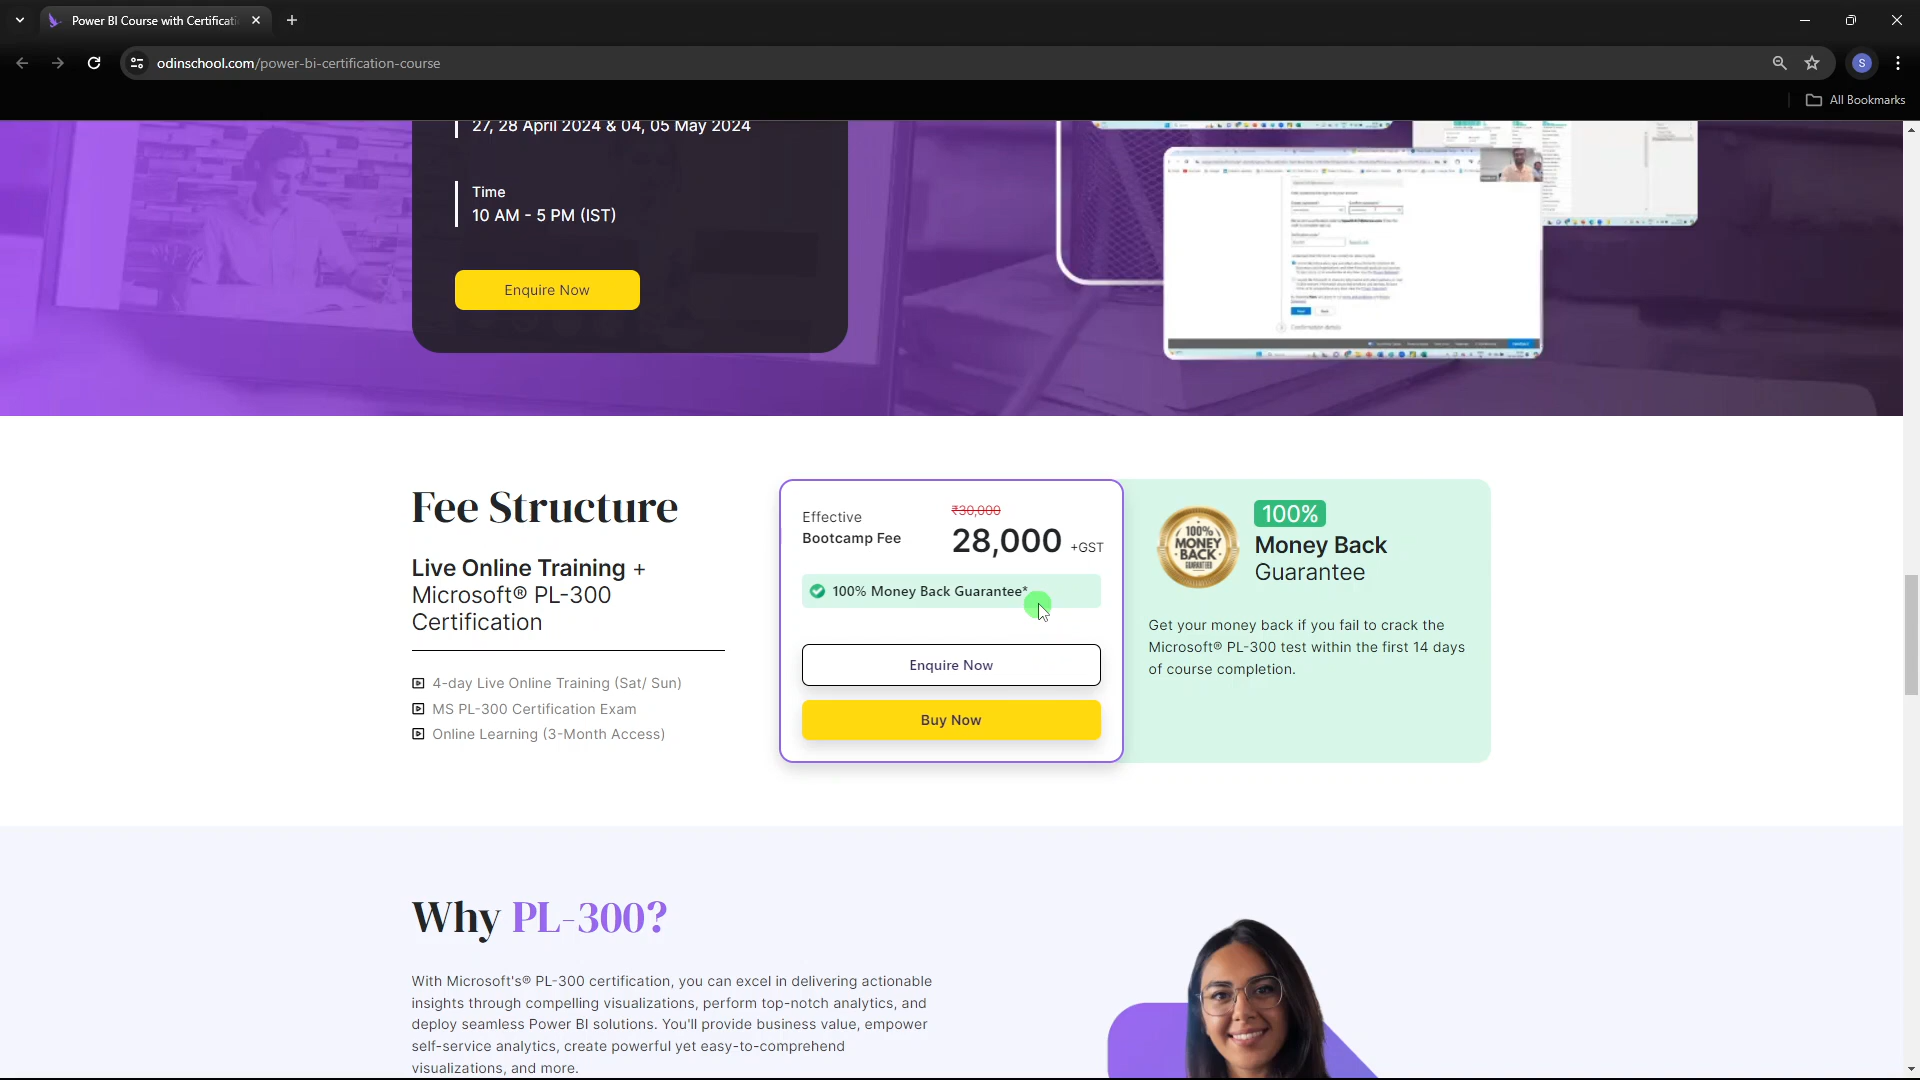 Power BI Course with Certificati
odinschool.com/power-bi-certification-course
S
All Bookmarks
27, 28 April 2024 & 04, 05 May 2024
Time
10 AM - 5 PM (IST)
Enquire Now
Fee Structure
Live Online Training +
Microsoft® PL-300
Certification
4-day Live Online Training (Sat/ Sun)
MS PL-300 Certification Exam
Online Learning (3-Month Access)
Effective
Bootcamp Fee
₹30,000
28,000 +GST
100% Money Back Guarantee*
Enquire Now
Buy Now
100%
MONEY
BACK
GUARANTEE
100%
Money Back
Guarantee
Get your money back if you fail to crack the
Microsoft® PL-300 test within the first 14 days
of course completion.
Why PL-300?
With Microsoft's® PL-300 certification, you can excel in delivering actionable
insights through compelling visualizations, perform top-notch analytics, and
deploy seamless Power BI solutions. You'll provide business value, empower
self-service analytics, create powerful yet easy-to-comprehend
visualizations, and more.